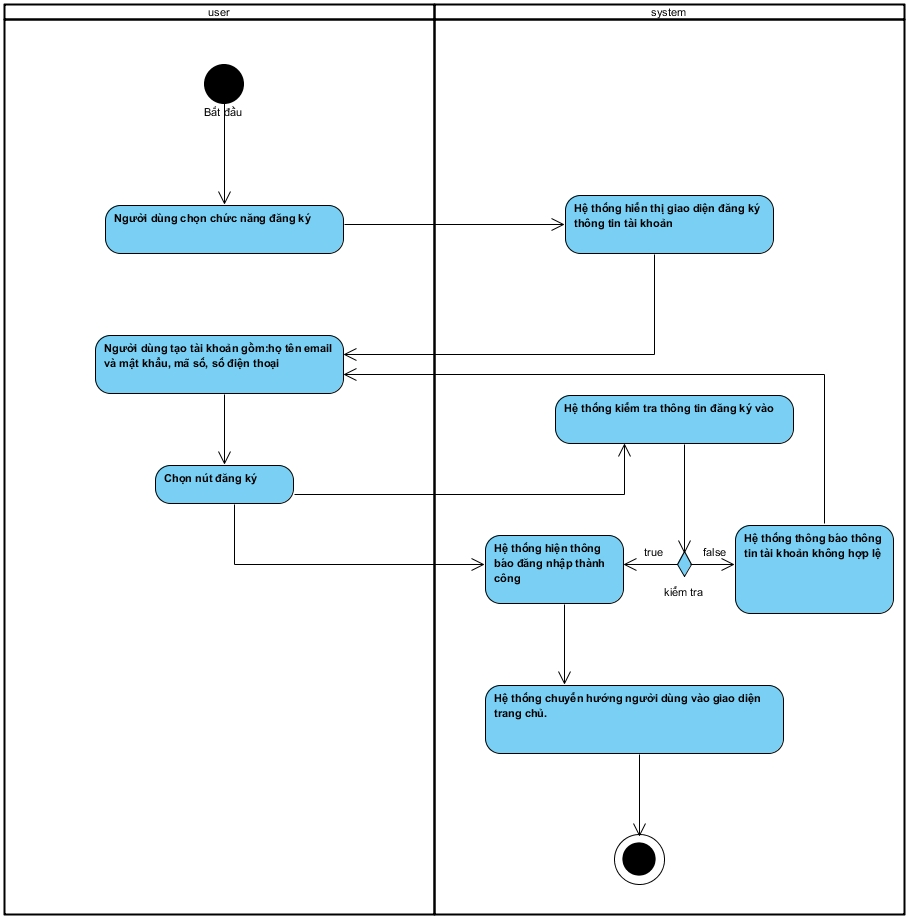 user
system
Bắt đầu
Người dùng chọn chức năng đăng ký
Hệ thống hiển thị giao diện đăng ký
thông tin tài khoản
Người dùng tạo tài khoản gồm:họ tên email
và mật khẩu, mã số, số điện thoại
Hệ thống kiểm tra thông tin đăng ký vào
Chọn nút đăng ký
Hệ thống hiện thông
báo đăng nhập thành
công
true
false
kiểm tra
Hệ thống thông báo thông
tin tài khoản không hợp lệ
Hệ thống chuyển hướng người dùng vào giao diện
trang chủ.